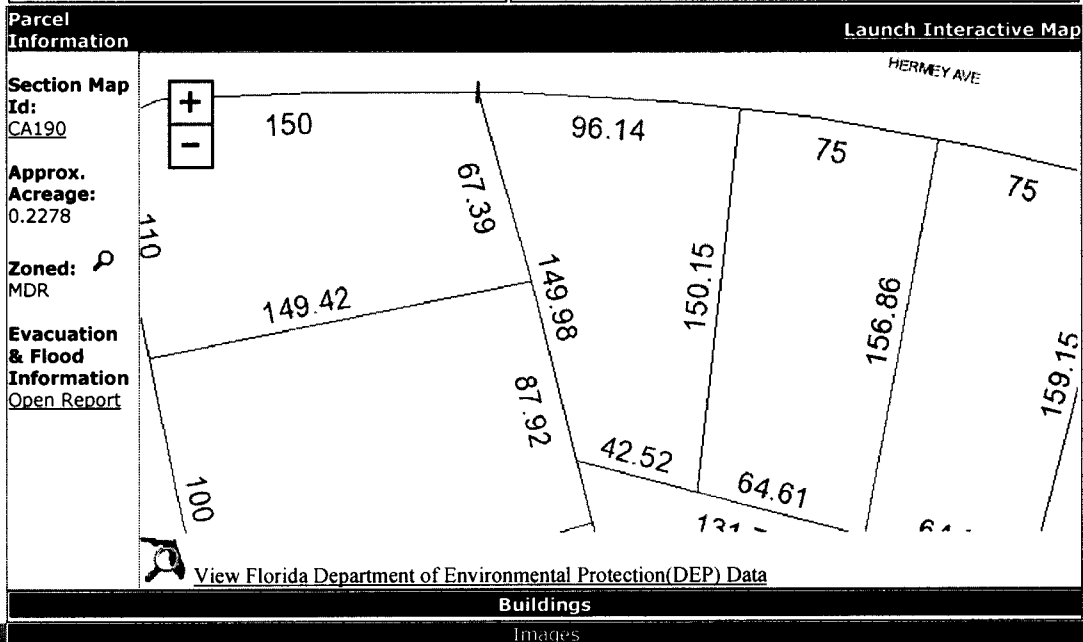 Parcel
Information
Launch Interactive Map
Section Map
Id:
CA190
Approx.
Acreage:
0.2278
Zoned:
MDR
Evacuation
& Flood
Information
Open Report
+
-
HERMEY AVE
150
96.14
75
75
67.39
110
149.98
150.15
149.42
156.86
159.15
87.92
42.52
64.61
100
View Florida Department of Environmental Protection(DEP) Data
Buildings
Images